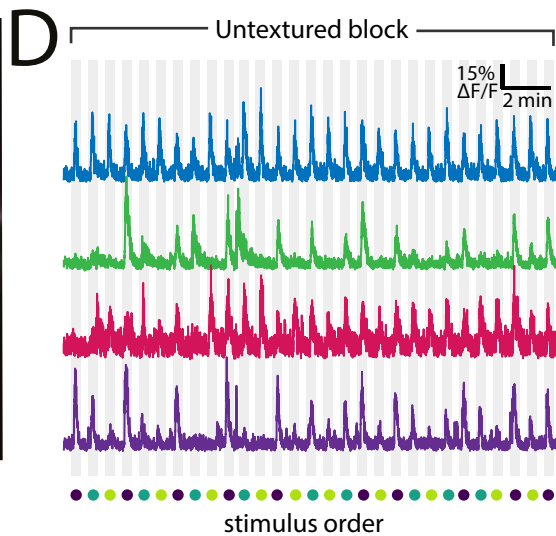 D
Untextured block
15%
ΔF/F
2 min
stimulus order